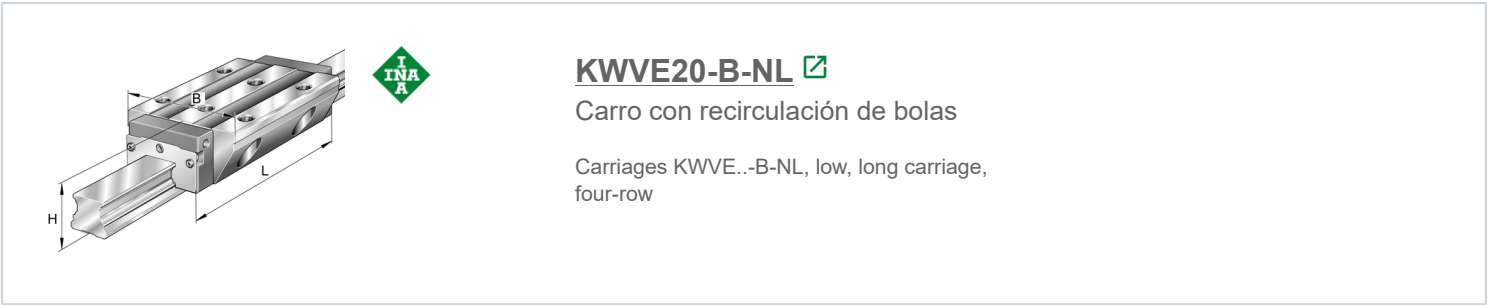 KWVE20-B-NL
Carro con recirculación de bolas
Carriages KWVE..-B-NL, low, long carriage,
four-row
B
L
H
I
INA
A